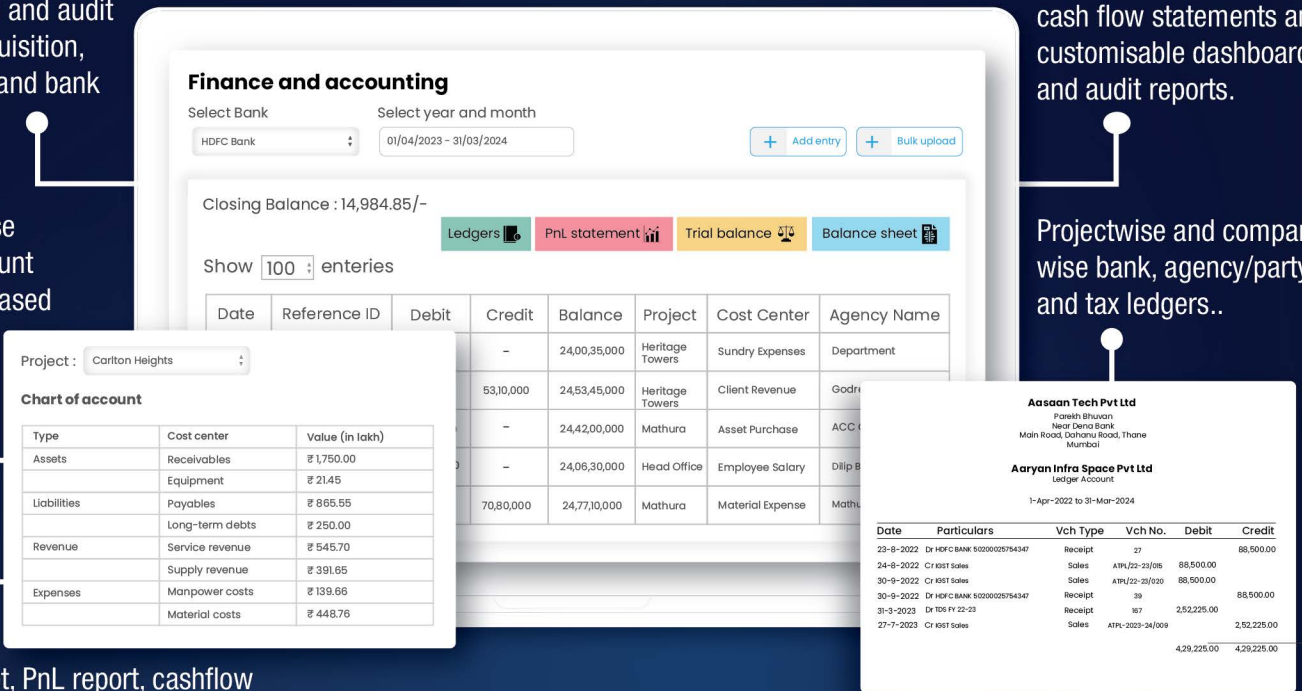 and audit
uisition,
and bank
se
unt
ased
Finance and accounting
Select Bank Select year and month
HDFC Bank 01/04/2023 - 31/03/2024 + Add entry + Bulk upload
Closing Balance : 14,984.85/-
Ledgers PnL statement Trial balance Balance sheet
Show 100 enteries
Date Reference ID Debit Credit Balance Project Cost Center Agency Name
- 24,00,35,000 Heritage Towers Sundry Expenses Department
53,10,000 24,53,45,000 Heritage Towers Client Revenue Godre
- 24,42,00,000 Mathura Asset Purchase ACC
- 24,06,30,000 Head Office Employee Salary Dilip B
70,80,000 24,77,10,000 Mathura Material Expense Mathu
Project : Carlton Heights
Chart of account
Type Cost center Value (in lakh)
Assets Receivables ₹ 1,750.00
Equipment ₹ 21.45
Liabilities Payables ₹ 865.55
Long-term debts ₹ 250.00
Revenue Service revenue ₹ 545.70
Supply revenue ₹ 391.65
Expenses Manpower costs ₹ 139.66
Material costs ₹ 448.76
t, PnL report, cashflow
cash flow statements ar
customisable dashboard
and audit reports.
Projectwise and compan
wise bank, agency/party
and tax ledgers..
Aasaan Tech Pvt Ltd
Parekh Bhuvan
Near Dena Bank
Main Road, Dahanu Road, Thane
Mumbai
Aaryan Infra Space Pvt Ltd
Ledger Account
1-Apr-2022 to 31-Mar-2024
Date Particulars Vch Type Vch No. Debit Credit
23-8-2022 Dr HDFC BANK 50200025754347 Receipt 27 88,500.00
24-8-2022 Cr IGST Sales Sales ATPL/22-23/015 88,500.00
30-9-2022 Cr IGST Sales Sales ATPL/22-23/020 88,500.00
30-9-2022 Dr HDFC BANK 50200025754347 Receipt 39 88,500.00
31-3-2023 Dr TDS FY 22-23 Receipt 167 2,52,225.00
27-7-2023 Cr IGST Sales Sales ATPL-2023-24/009 2,52,225.00
4,29,225.00 4,29,225.00